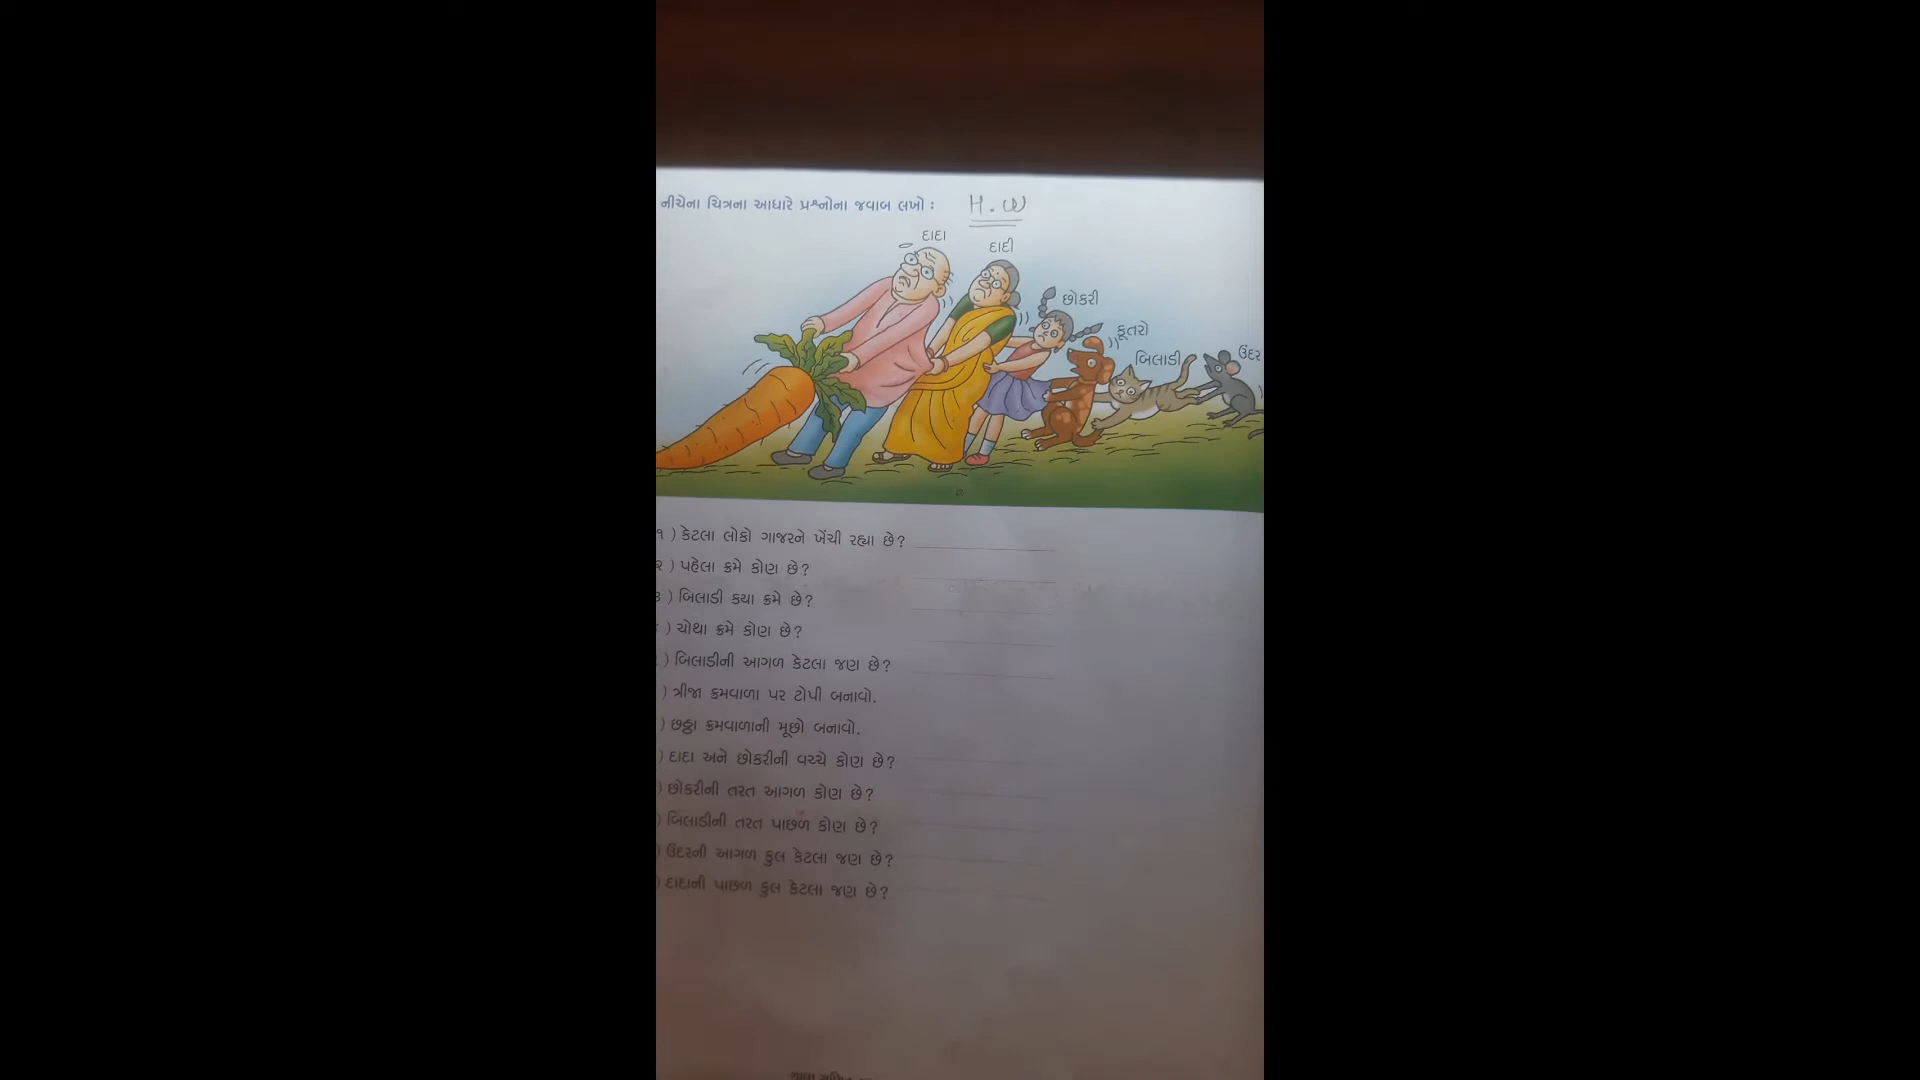 નીચેના ચિત્રના આધારે પ્રશ્નોના જવાબ લખો : H.W
દાદા
દાદી
છોકરી
કૂતરો
બિલાડી
ઉંદર
૧ ) કેટલા લોકો ગાજરને ખેંચી રહ્યા છે?
૨ ) પહેલા ક્રમે કોણ છે?
૩ ) બિલાડી કયા ક્રમે છે?
) ચોથા ક્રમે કોણ છે?
) બિલાડીની આગળ કેટલા જણ છે?
) ત્રીજા ક્રમવાળા પર ટોપી બનાવો.
) છઠ્ઠા ક્રમવાળાની મૂછો બનાવો.
) દાદા અને છોકરીની વચ્ચે કોણ છે?
) છોકરીની તરત આગળ કોણ છે?
) બિલાડીની તરત પાછળ કોણ છે?
) ઉંદરની આગળ કુલ કેટલા જણ છે?
) દાદાની પાછળ કુલ કેટલા જણ છે?